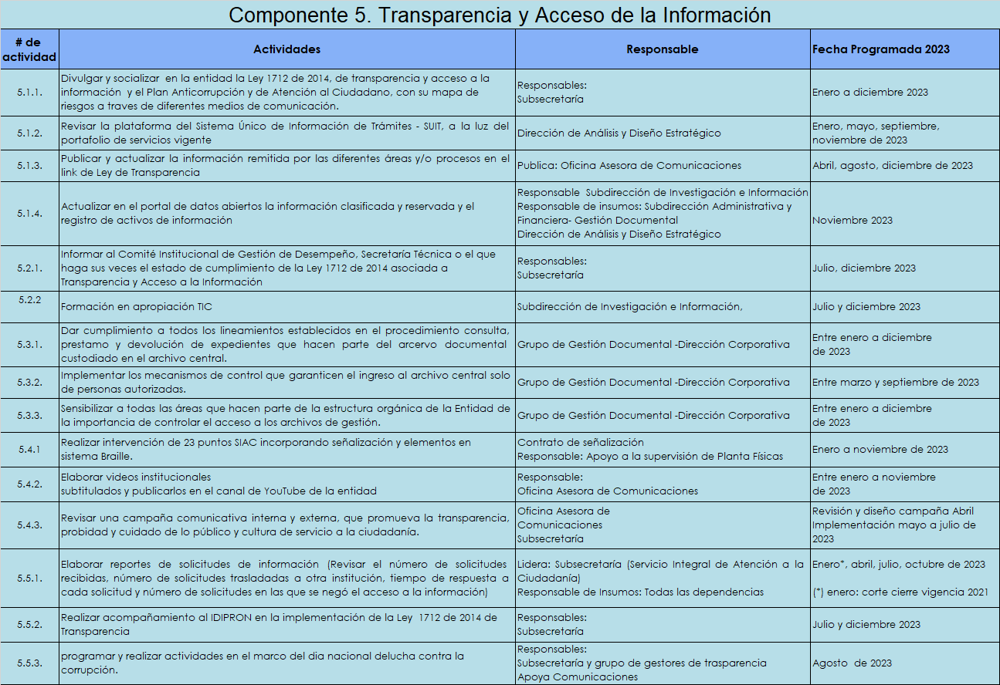 Componente 5. Transparencia y Acceso de la Información
# de
actividad
Actividades
Responsable
Fecha Programada 2023
5.1.1.
Divulgar y socializar en la entidad la Ley 1712 de 2014, de transparencia y acceso a la
información y el Plan Anticorrupción y de Atención al Ciudadano, con su mapa de
riesgos a traves de diferentes medios de comunicación.
Responsables:
Subsecretaría
Enero a diciembre 2023
5.1.2.
Revisar la plataforma del Sistema Único de Información de Trámites - SUIT, a la luz del
portafolio de servicios vigente
Dirección de Análisis y Diseño Estratégico
Enero, mayo, septiembre,
noviembre de 2023
5.1.3.
Publicar y actualizar la información remitida por las diferentes áreas y/o procesos en el
link de Ley de Transparencia
Publica: Oficina Asesora de Comunicaciones
Abril, agosto, diciembre de 2023
5.1.4.
Actualizar en el portal de datos abiertos la información clasificada y reservada y el
registro de activos de información
Responsable Subdirección de Investigación e Información
Responsable de insumos: Subdirección Administrativa y
Financiera- Gestión Documental
Dirección de Análisis y Diseño Estratégico
Noviembre 2023
5.2.1.
Informar al Comité Institucional de Gestión de Desempeño, Secretaría Técnica o el que
haga sus veces el estado de cumplimiento de la Ley 1712 de 2014 asociada a
Transparencia y Acceso a la Información
Responsables:
Subsecretaría
Julio, diciembre 2023
5.2.2
Formación en apropiación TIC
Subdirección de Investigación e Información,
Julio y diciembre 2023
5.3.1.
Dar cumplimiento a todos los lineamientos establecidos en el procedimiento consulta,
prestamo y devolución de expedientes que hacen parte del arcervo documental
custodiado en el archivo central.
Grupo de Gestión Documental -Dirección Corporativa
Entre enero a diciembre
de 2023
5.3.2.
Implementar los mecanismos de control que garanticen el ingreso al archivo central solo
de personas autorizadas.
Grupo de Gestión Documental -Dirección Corporativa
Entre marzo y septiembre de 2023
5.3.3.
Sensibilizar a todas las áreas que hacen parte de la estructura orgánica de la Entidad de
la importancia de controlar el acceso a los archivos de gestión.
Grupo de Gestión Documental -Dirección Corporativa
Entre enero a diciembre
de 2023
5.4.1
Realizar intervención de 23 puntos SIAC incorporando señalización y elementos en
sistema Braille.
Contrato de señalización
Responsable: Apoyo a la supervisión de Planta Físicas
Enero a noviembre de 2023
5.4.2.
Elaborar videos institucionales
subtitulados y publicarlos en el canal de YouTube de la entidad
Responsable:
Oficina Asesora de Comunicaciones
Entre enero a noviembre
de 2023
5.4.3.
Revisar una campaña comunicativa interna y externa, que promueva la transparencia,
probidad y cuidado de lo público y cultura de servicio a la ciudadanía.
Oficina Asesora de
Comunicaciones
Subsecretaría
Revisión y diseño campaña Abril
Implementación mayo a julio de
2023
5.5.1.
Elaborar reportes de solicitudes de información (Revisar el número de solicitudes
recibidas, número de solicitudes trasladadas a otra institución, tiempo de respuesta a
cada solicitud y número de solicitudes en las que se negó el acceso a la información)
Lidera: Subsecretaría (Servicio Integral de Atención a la
Ciudadanía)
Responsable de Insumos: Todas las dependencias
Enero*, abril, julio, octubre de 2023
(*) enero: corte cierre vigencia 2021
5.5.2.
Realizar acompañamiento al IDIPRON en la implementación de la Ley 1712 de 2014 de
Transparencia
Responsables:
Subsecretaría
Julio y diciembre 2023
5.5.3.
programar y realizar actividades en el marco del dia nacional delucha contra la
corrupción.
Responsables:
Subsecretaría y grupo de gestores de trasparencia
Apoya Comunicaciones
Agosto de 2023